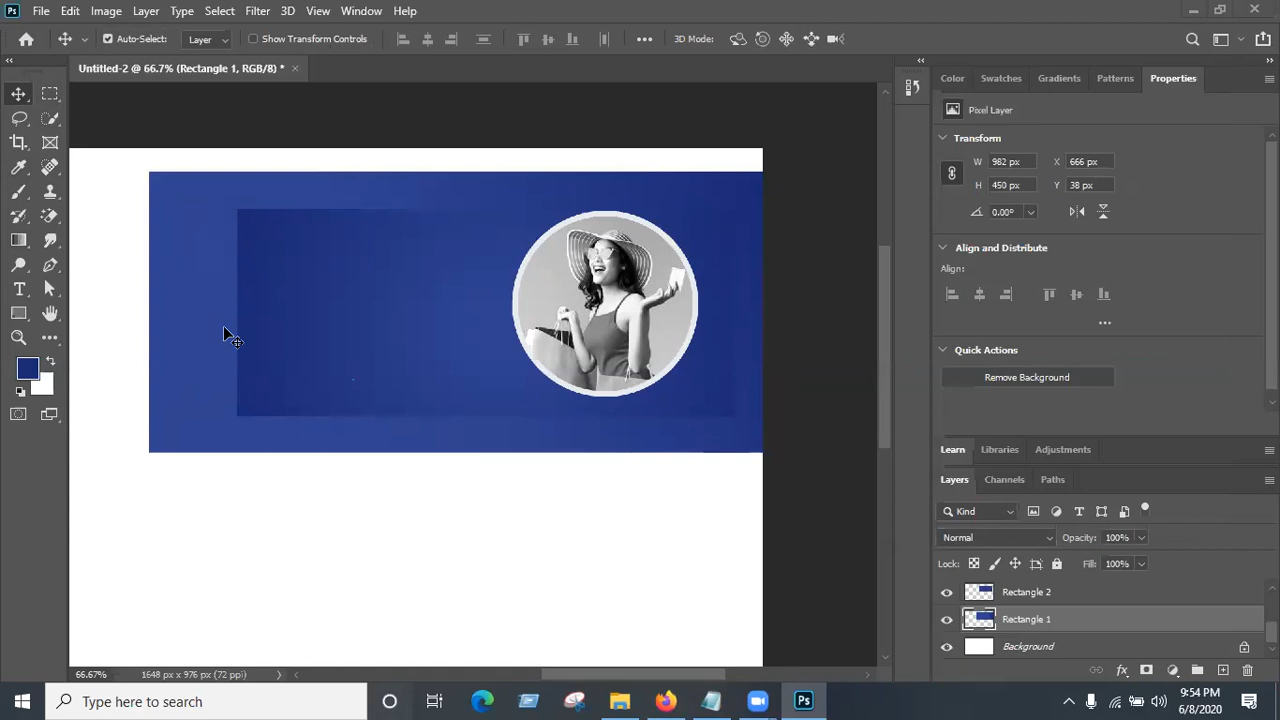 Ps File Edit Image Layer Type Select Filter 3D View Window Help
Auto-Select: Layer Show Transform Controls 3D Mode:
Untitled-2 @ 66.7% (Rectangle 1, RGB/8) *
Color Swatches Gradients Patterns Properties
Pixel Layer
Transform
W 982 px X 666 px
H 450 px Y 38 px
0.00°
Align and Distribute
Align:
Quick Actions
Remove Background
Learn Libraries Adjustments
Layers Channels Paths
Kind
Normal Opacity: 100%
Lock: Fill: 100%
Rectangle 2
Rectangle 1
Background
66.67% 1648 px x 976 px (72 ppi)
Type here to search
Ps
9:54 PM
6/8/2020